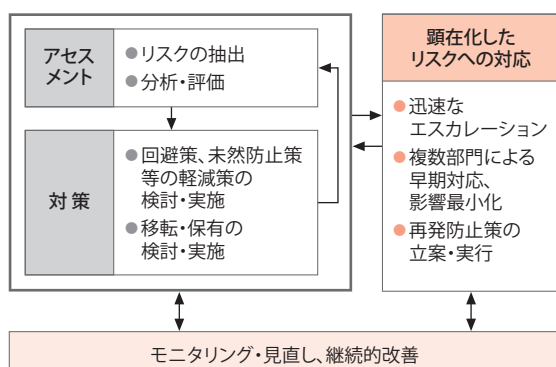 アセス
メント
●リスクの抽出
●分析・評価
対 策
●回避策、未然防止策
等の軽減策の
検討・実施
●移転・保有の
検討・実施
顕在化した
リスクへの対応
●迅速な
エスカレーション
●複数部門による
早期対応、
影響最小化
●再発防止策の
立案・実行
モニタリング・見直し、継続的改善